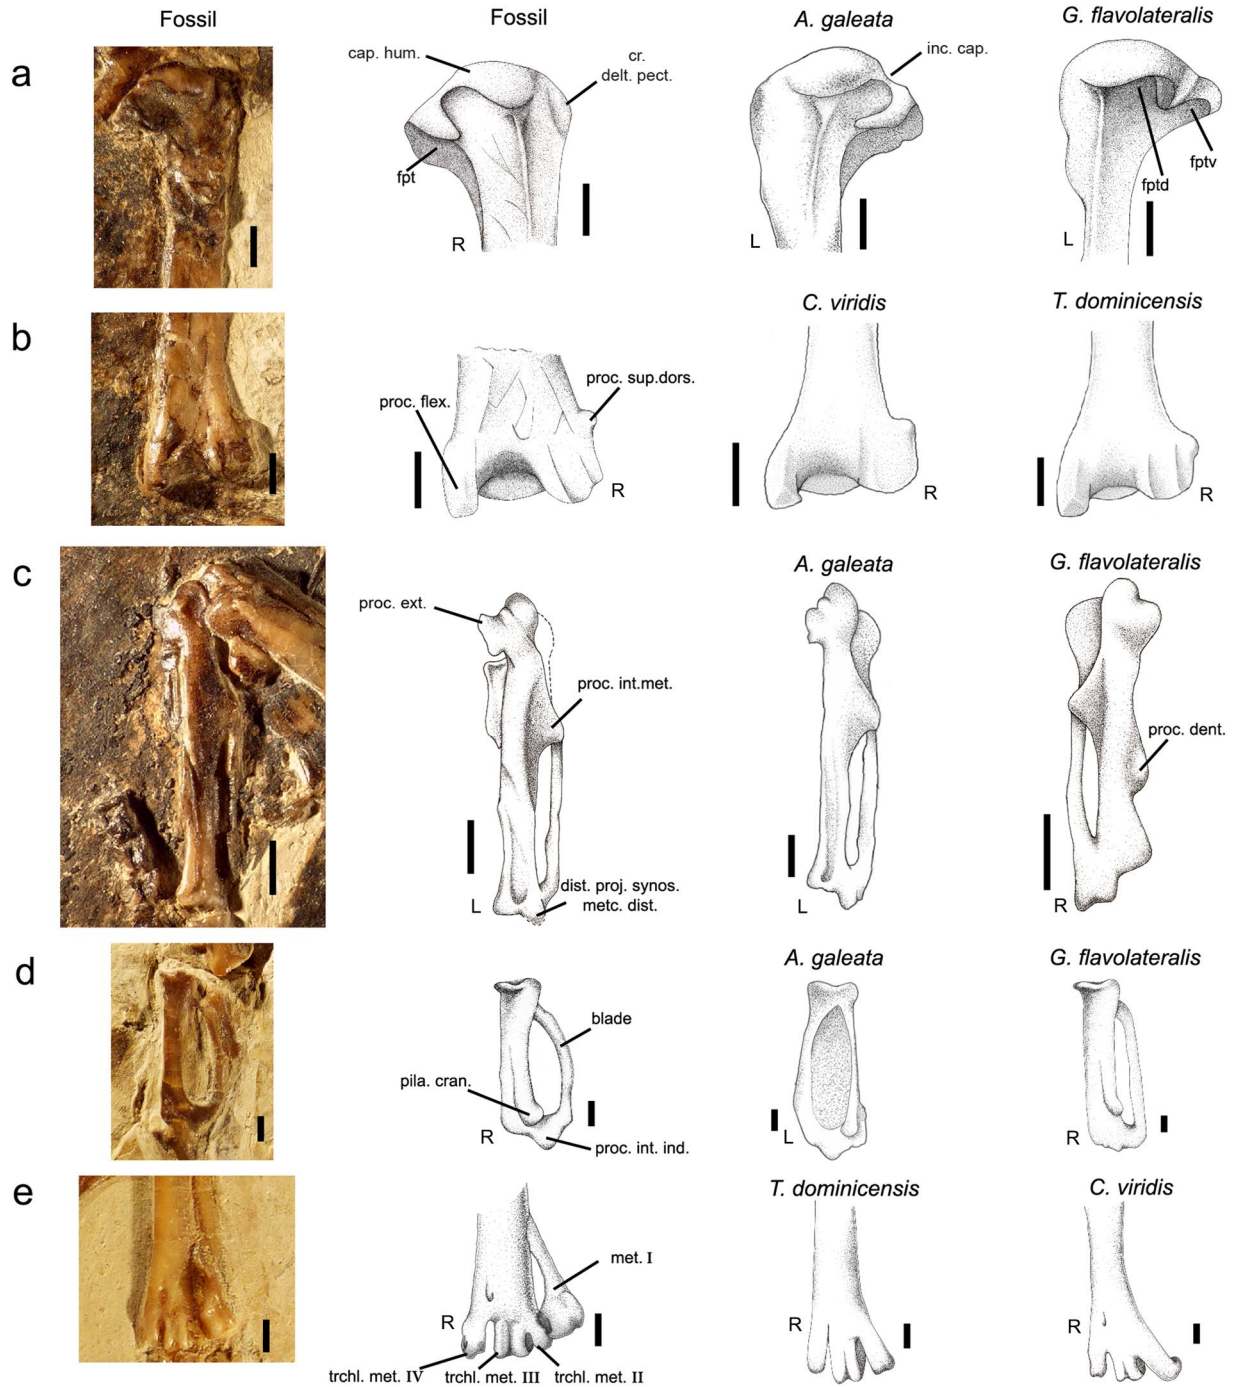 Fossil
Fossil
A. galeata
G. flavolateralis
a
cap. hum.
cr.
delt. pect.
inc. cap.
fpt
fptd
fptv
R
L
L
C. viridis
T. dominicensis
b
proc. flex.
proc. sup.dors.
R
R
R
A. galeata
G. flavolateralis
c
proc. ext.
proc. int.met.
proc. dent.
dist. proj. synos.
metc. dist.
L
L
R
A. galeata
G. flavolateralis
d
blade
pila. cran.
proc. int. ind.
R
L
R
T. dominicensis
C. viridis
e
met. I
R
R
R
trchl. met. IV
trchl. met. III
trchl. met. II